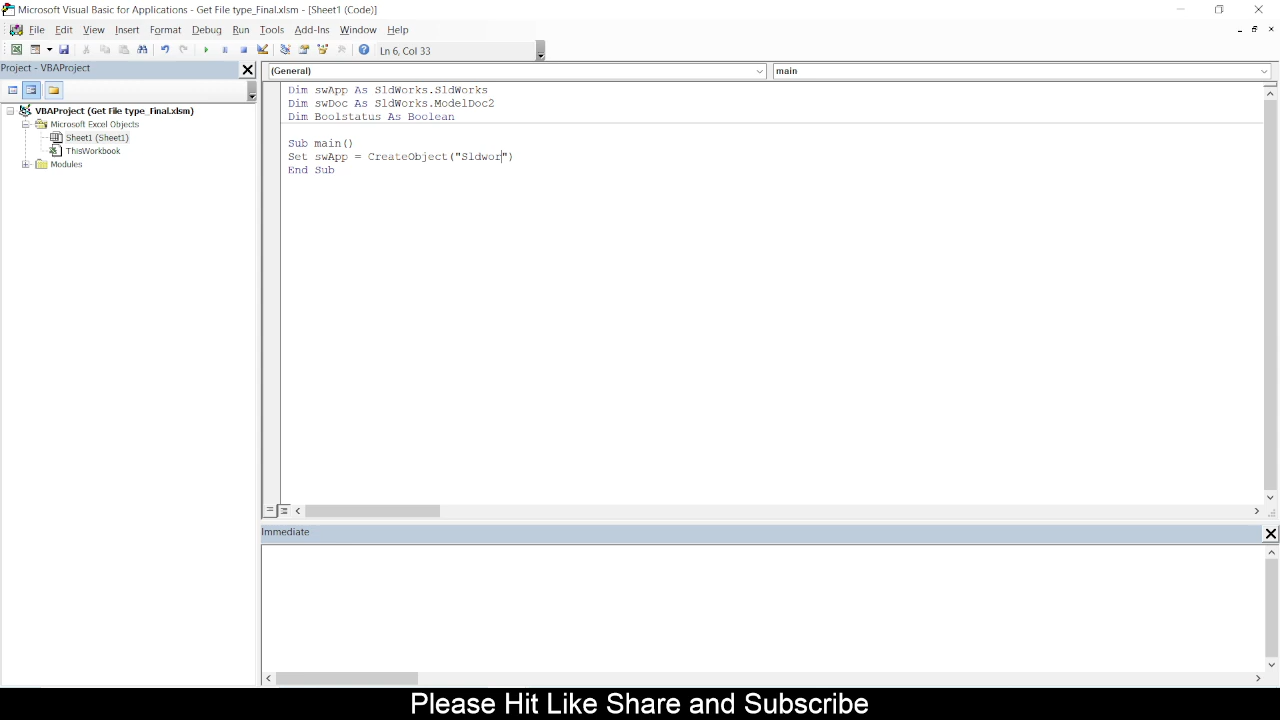 Microsoft Visual Basic for Applications - Get File type_Final.xlsm - [Sheet1 (Code)]
File Edit View Insert Format Debug Run Tools Add-Ins Window Help
Ln 6, Col 33
Project - VBAProject
(General)
main
VBAProject (Get File type_Final.xlsm)
Microsoft Excel Objects
Sheet1 (Sheet1)
ThisWorkbook
Modules
Dim swApp As SldWorks.SldWorks
Dim swDoc As SldWorks.ModelDoc2
Dim Boolstatus As Boolean
Sub main()
Set swApp = CreateObject("Sldwor")
End Sub
Immediate
Please Hit Like Share and Subscribe